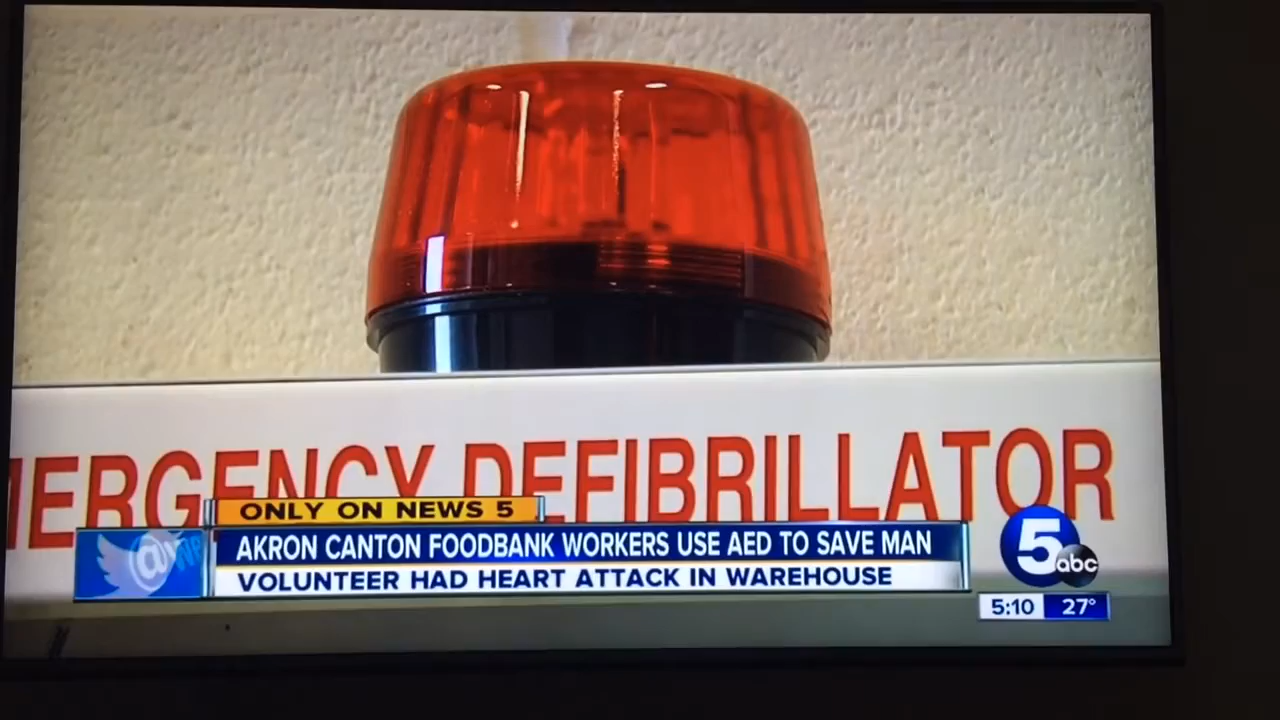 MERGENCY DEFIBRILLATOR
ONLY ON NEWS 5
AKRON CANTON FOODBANK WORKERS USE AED TO SAVE MAN
VOLUNTEER HAD HEART ATTACK IN WAREHOUSE
5
abc
5:10 27°